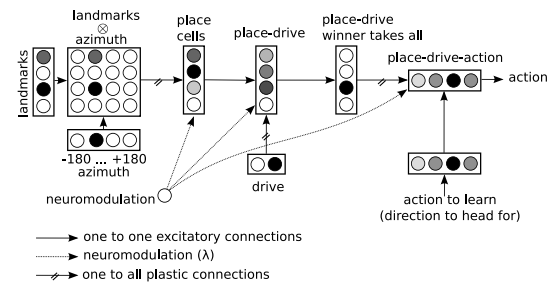 landmarks
⊗
azimuth
landmarks
-180 ... +180
azimuth
place
cells
place-drive
place-drive
winner takes all
place-drive-action
action
drive
neuromodulation
action to learn
(direction to head for)
one to one excitatory connections
neuromodulation (λ)
one to all plastic connections